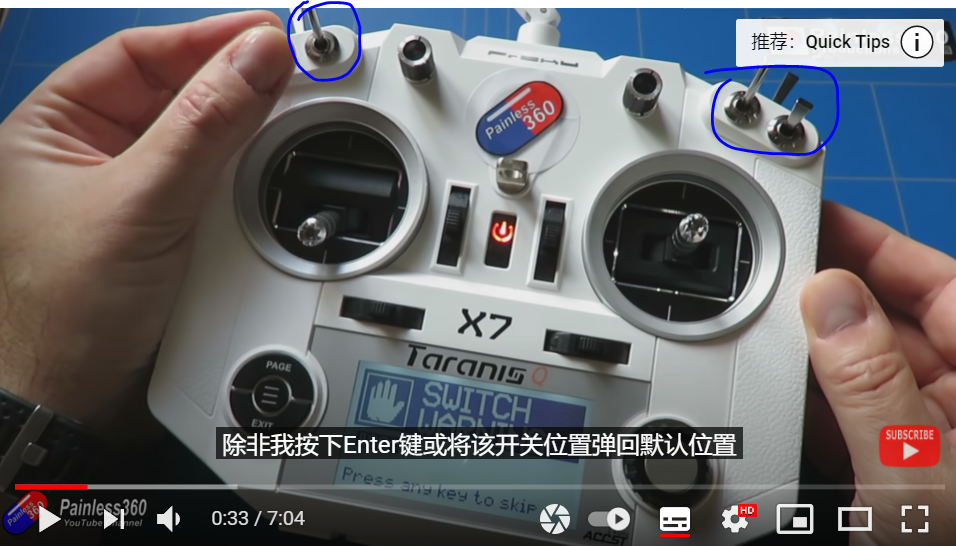 推荐： Quick Tips
FrSKY
Painless
360
X7
Taranis Q
PAGE
EXIT
SWITCH
WARNING
除非我按下Enter键或将该开关位置弹回默认位置
Press any key to skip
SUBSCRIBE
Painless360
YouTube Channel
0:33 / 7:04
HD
ACCST